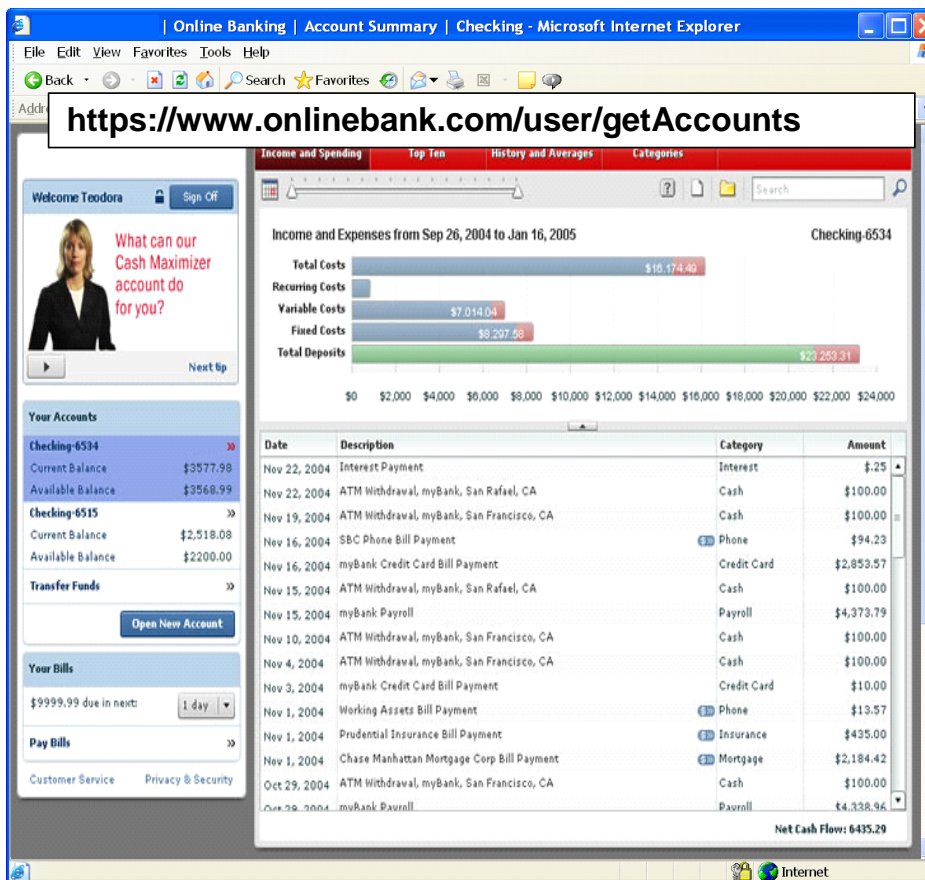 | Online Banking | Account Summary | Checking - Microsoft Internet Explorer
File Edit View Favorites Tools Help
Back Search Favorites
https://www.onlinebank.com/user/getAccounts
Income and Spending Top Ten History and Averages Categories
Welcome Teodora Sign Off
? Search
What can our
Cash Maximizer
account do
for you?
Next tip
Income and Expenses from Sep 26, 2004 to Jan 16, 2005 Checking-6534
Total Costs $16,174.49
Recurring Costs
Variable Costs $7,014.04
Fixed Costs $8,297.58
Total Deposits $23,253.31
$0 $2,000 $4,000 $6,000 $8,000 $10,000 $12,000 $14,000 $16,000 $18,000 $20,000 $22,000 $24,000
Your Accounts
Checking-6534 »
Current Balance $3577.98
Available Balance $3568.99
Checking-6515 »
Current Balance $2,518.08
Available Balance $2200.00
Transfer Funds »
Open New Account
Your Bills
$9999.99 due in next: 1 day
Pay Bills »
Customer Service Privacy & Security
Date Description Category Amount
Nov 22, 2004 Interest Payment Interest $.25
Nov 22, 2004 ATM Withdrawal, myBank, San Rafael, CA Cash $100.00
Nov 19, 2004 ATM Withdrawal, myBank, San Francisco, CA Cash $100.00
Nov 16, 2004 SBC Phone Bill Payment Phone $94.23
Nov 16, 2004 myBank Credit Card Bill Payment Credit Card $2,853.57
Nov 15, 2004 ATM Withdrawal, myBank, San Rafael, CA Cash $100.00
Nov 15, 2004 myBank Payroll Payroll $4,373.79
Nov 10, 2004 ATM Withdrawal, myBank, San Francisco, CA Cash $100.00
Nov 4, 2004 ATM Withdrawal, myBank, San Francisco, CA Cash $100.00
Nov 3, 2004 myBank Credit Card Bill Payment Credit Card $10.00
Nov 1, 2004 Working Assets Bill Payment Phone $13.57
Nov 1, 2004 Prudential Insurance Bill Payment Insurance $435.00
Nov 1, 2004 Chase Manhattan Mortgage Corp Bill Payment Mortgage $2,184.42
Oct 29, 2004 ATM Withdrawal, myBank, San Francisco, CA Cash $100.00
Oct 29, 2004 myBank Payroll Payroll $4,338.96
Net Cash Flow: 6435.29
Internet